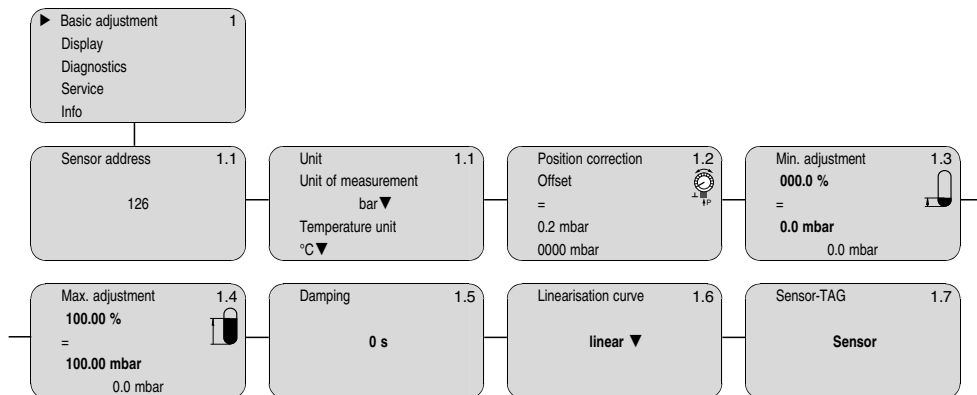 ▶ Basic adjustment 1
Display
Diagnostics
Service
Info
Sensor address 1.1
126
Unit 1.1
Unit of measurement
bar▼
Temperature unit
°C▼
Position correction 1.2
Offset
=
P
0.2 mbar
0000 mbar
Min. adjustment 1.3
000.0 %
=
0.0 mbar
0.0 mbar
Max. adjustment 1.4
100.00 %
=
100.00 mbar
0.0 mbar
Damping 1.5
0 s
Linearisation curve 1.6
linear ▼
Sensor-TAG 1.7
Sensor